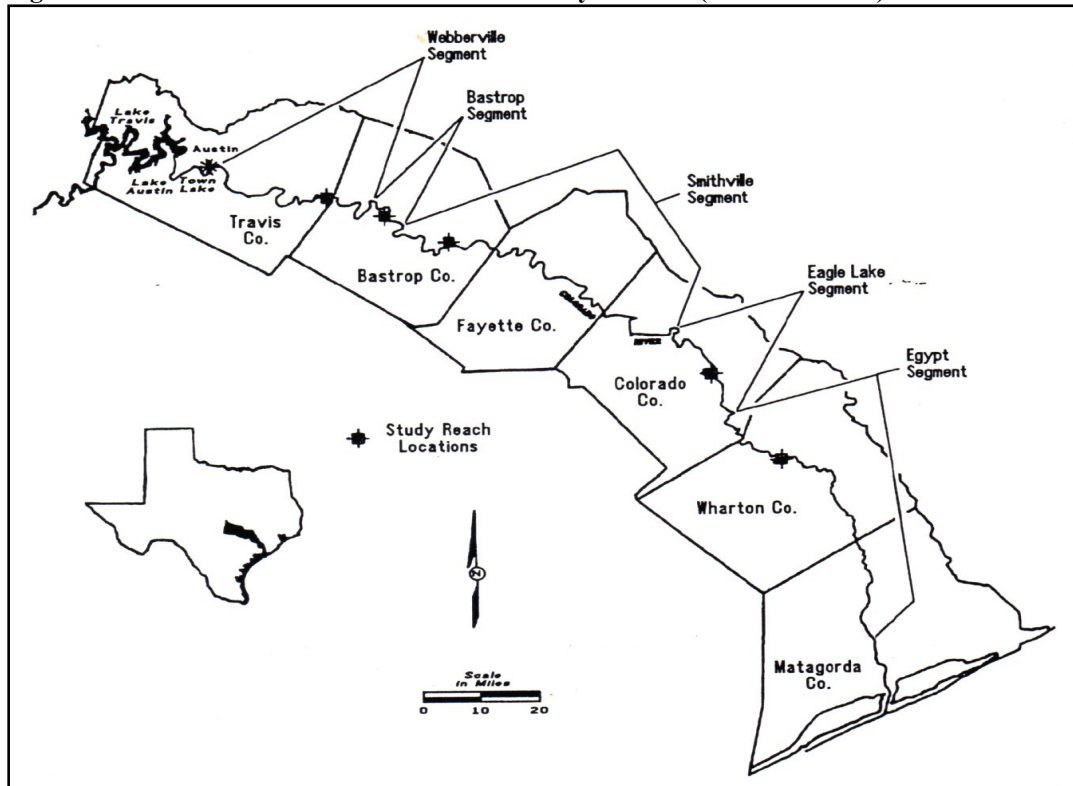 Webberville
Segment
Bastrop
Segment
Lake
Travis
Austin
Lake
Austin
Town
Lake
Smithville
Segment
Travis
Co.
Eagle Lake
Segment
Bastrop Co.
COLORADO
Fayette Co.
RIVER
Egypt
Segment
Colorado
Co.
Study Reach
Locations
Wharton Co.
N
Matagorda
Co.
Scale
in Miles
0 10 20